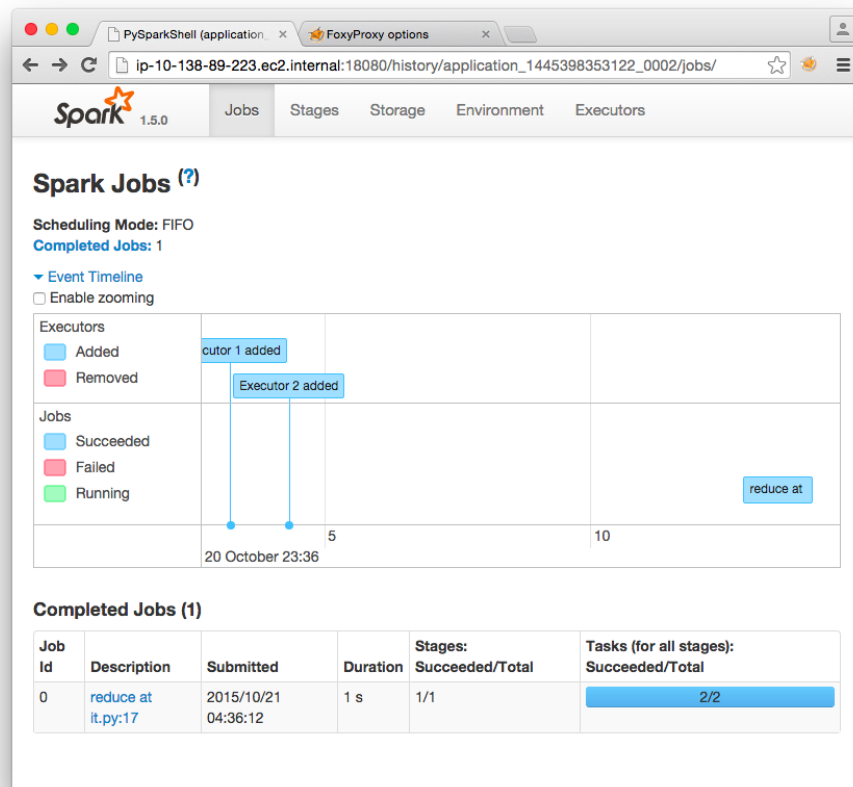 PySparkShell (application_
FoxyProxy options
ip-10-138-89-223.ec2.internal:18080/history/application_1445398353122_0002/jobs/
Spark 1.5.0 Jobs Stages Storage Environment Executors
Spark Jobs (?)
Scheduling Mode: FIFO
Completed Jobs: 1
Event Timeline
Enable zooming
Executors
Added
Removed
cutor 1 added
Executor 2 added
Jobs
Succeeded
Failed
Running
reduce at
5 10
20 October 23:36
Completed Jobs (1)
Job Id Description Submitted Duration Stages: Succeeded/Total Tasks (for all stages): Succeeded/Total
0 reduce at it.py:17 2015/10/21 04:36:12 1 s 1/1 2/2